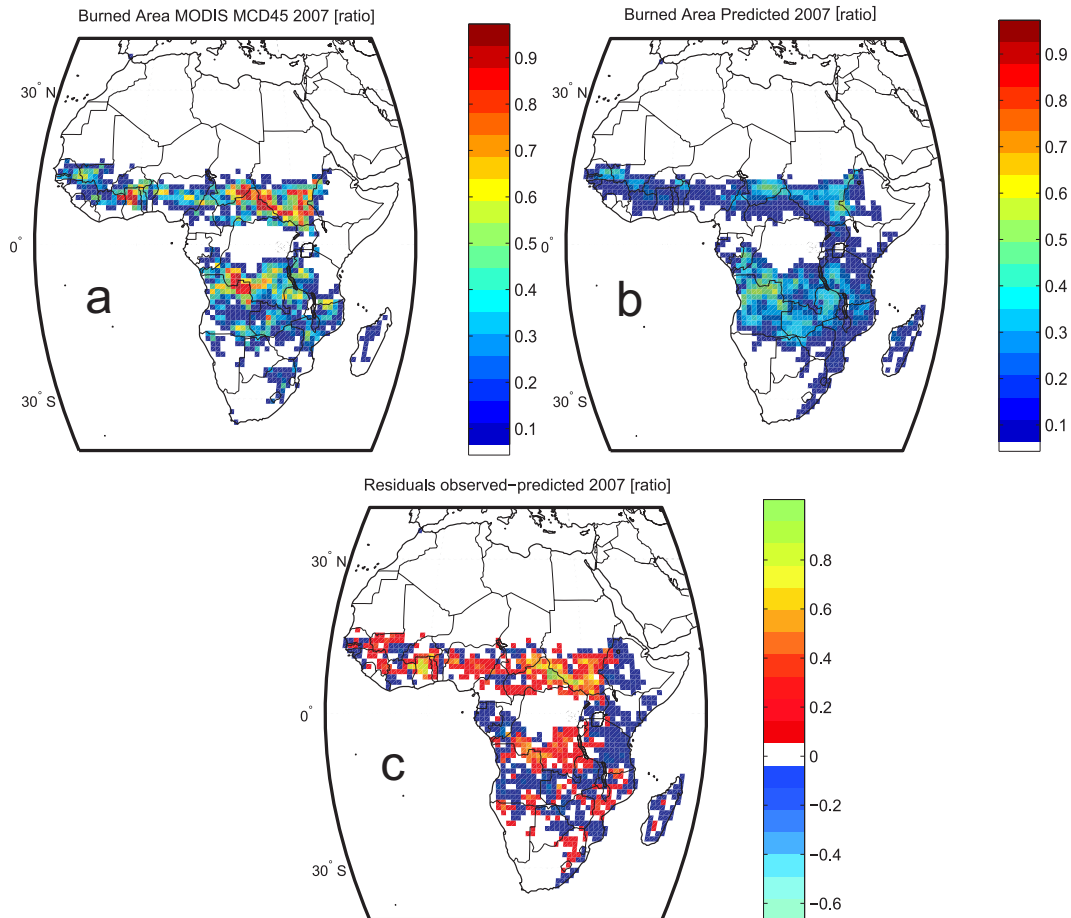 Burned Area MODIS MCD45 2007 [ratio]
30° N
0°
30° S
a
0.9
0.8
0.7
0.6
0.5
0.4
0.3
0.2
0.1
Burned Area Predicted 2007 [ratio]
30° N
0°
30° S
b
0.9
0.8
0.7
0.6
0.5
0.4
0.3
0.2
0.1
Residuals observed−predicted 2007 [ratio]
30° N
0°
30° S
c
0.8
0.6
0.4
0.2
0
−0.2
−0.4
−0.6